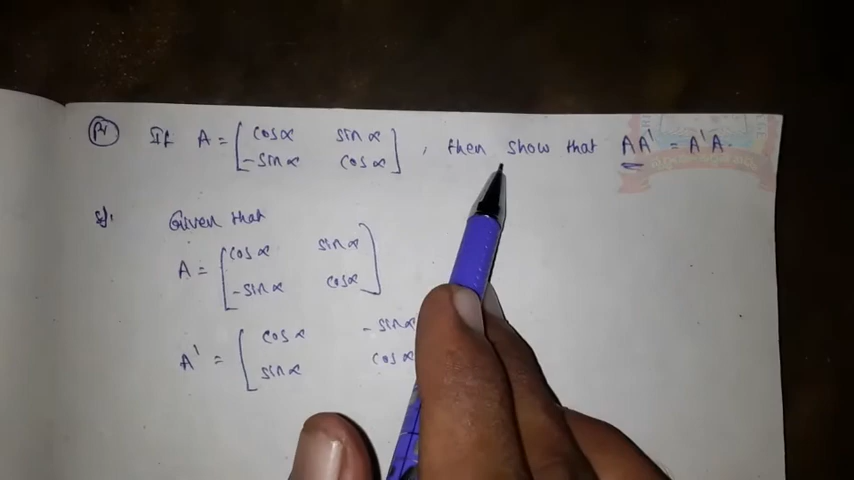 If A = [cos α sin α , then show that AA' = A'A.
-sin α cos α]
Sol.
Given that
A = [cos α sin α
-sin α cos α]
A' = [cos α -sin α
sin α cos α